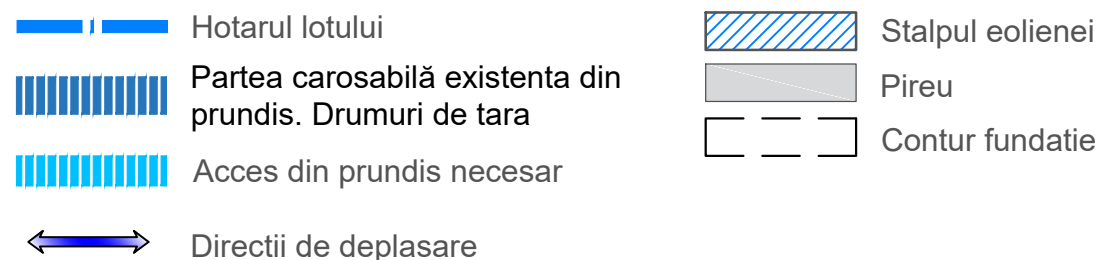 Hotarul lotului
Partea carosabilă existenta din
prundis. Drumuri de tara
Acces din prundis necesar
Directii de deplasare
Stalpul eolienei
Pireu
Contur fundatie